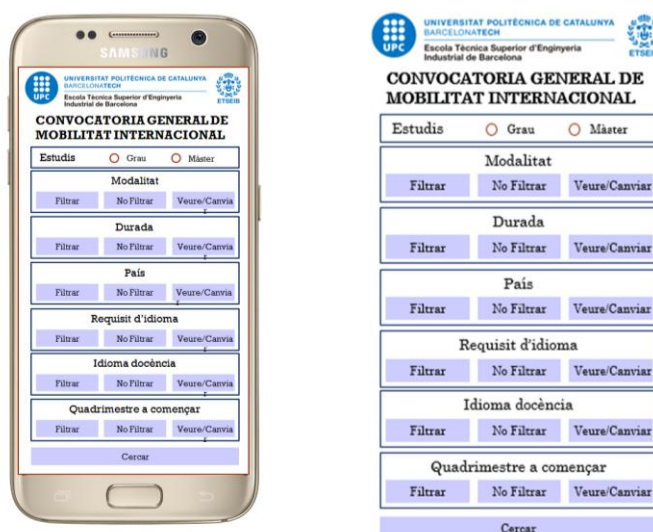 SAMSUNG
UPC
UNIVERSITAT POLITÈCNICA DE CATALUNYA
BARCELONATECH
Escola Tècnica Superior d'Enginyeria
Industrial de Barcelona
ETSEIB
CONVOCATORIA GENERAL DE
MOBILITAT INTERNACIONAL
Estudis Grau Màster
Modalitat
Filtrar No Filtrar Veure/Canvia
r
Durada
Filtrar No Filtrar Veure/Canvia
r
País
Filtrar No Filtrar Veure/Canvia
r
Requisit d'idioma
Filtrar No Filtrar Veure/Canvia
r
Idioma docència
Filtrar No Filtrar Veure/Canvia
r
Quadrimestre a començar
Filtrar No Filtrar Veure/Canvia
r
Cercar
UPC
UNIVERSITAT POLITÈCNICA DE CATALUNYA
BARCELONATECH
Escola Tècnica Superior d'Enginyeria
Industrial de Barcelona
ETSEIB
CONVOCATORIA GENERAL DE
MOBILITAT INTERNACIONAL
Estudis Grau Màster
Modalitat
Filtrar No Filtrar Veure/Canviar
Durada
Filtrar No Filtrar Veure/Canviar
País
Filtrar No Filtrar Veure/Canviar
Requisit d'idioma
Filtrar No Filtrar Veure/Canviar
Idioma docència
Filtrar No Filtrar Veure/Canviar
Quadrimestre a començar
Filtrar No Filtrar Veure/Canviar
Cercar